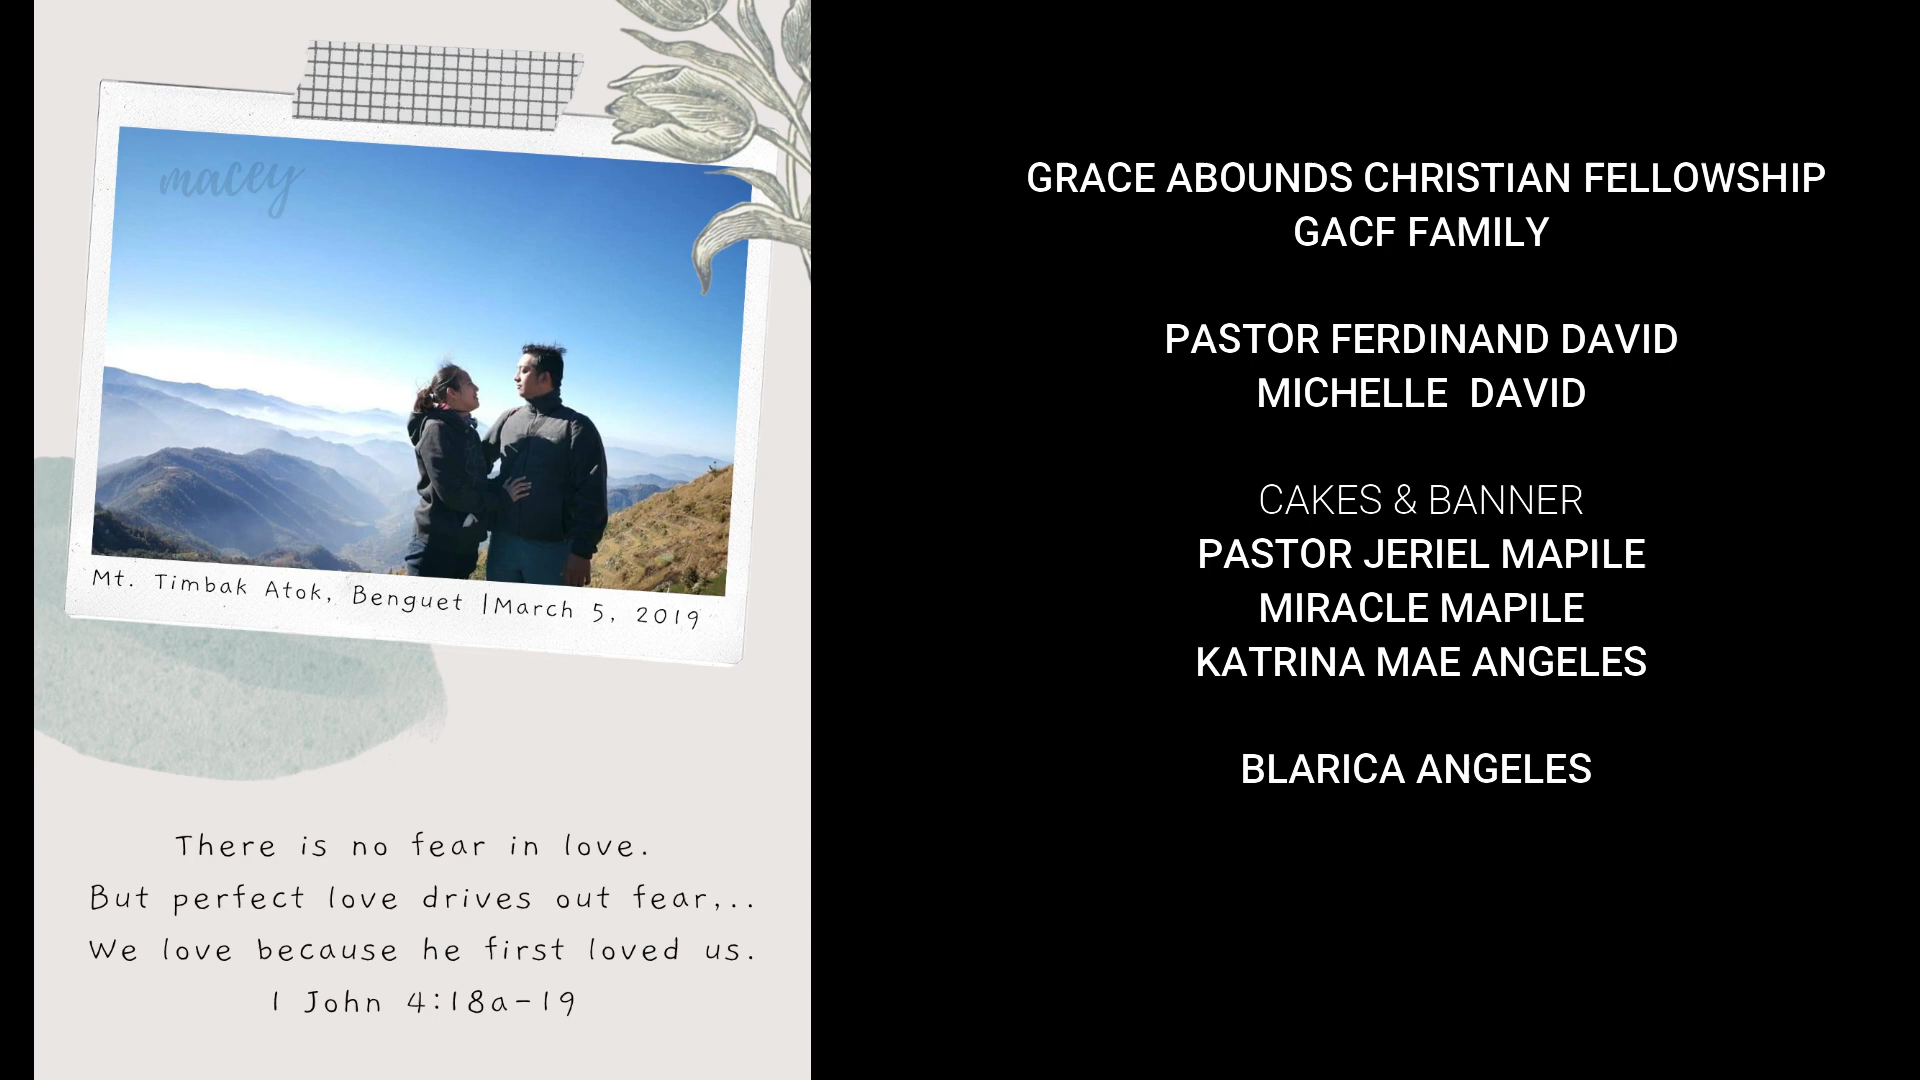 macey
Mt. Timbak Atok, Benguet |March 5, 2019
There is no fear in love.
But perfect love drives out fear,..
We love because he first loved us.
1 John 4:18a-19
GRACE ABOUNDS CHRISTIAN FELLOWSHIP
GACF FAMILY
PASTOR FERDINAND DAVID
MICHELLE DAVID
CAKES & BANNER
PASTOR JERIEL MAPILE
MIRACLE MAPILE
KATRINA MAE ANGELES
BLARICA ANGELES